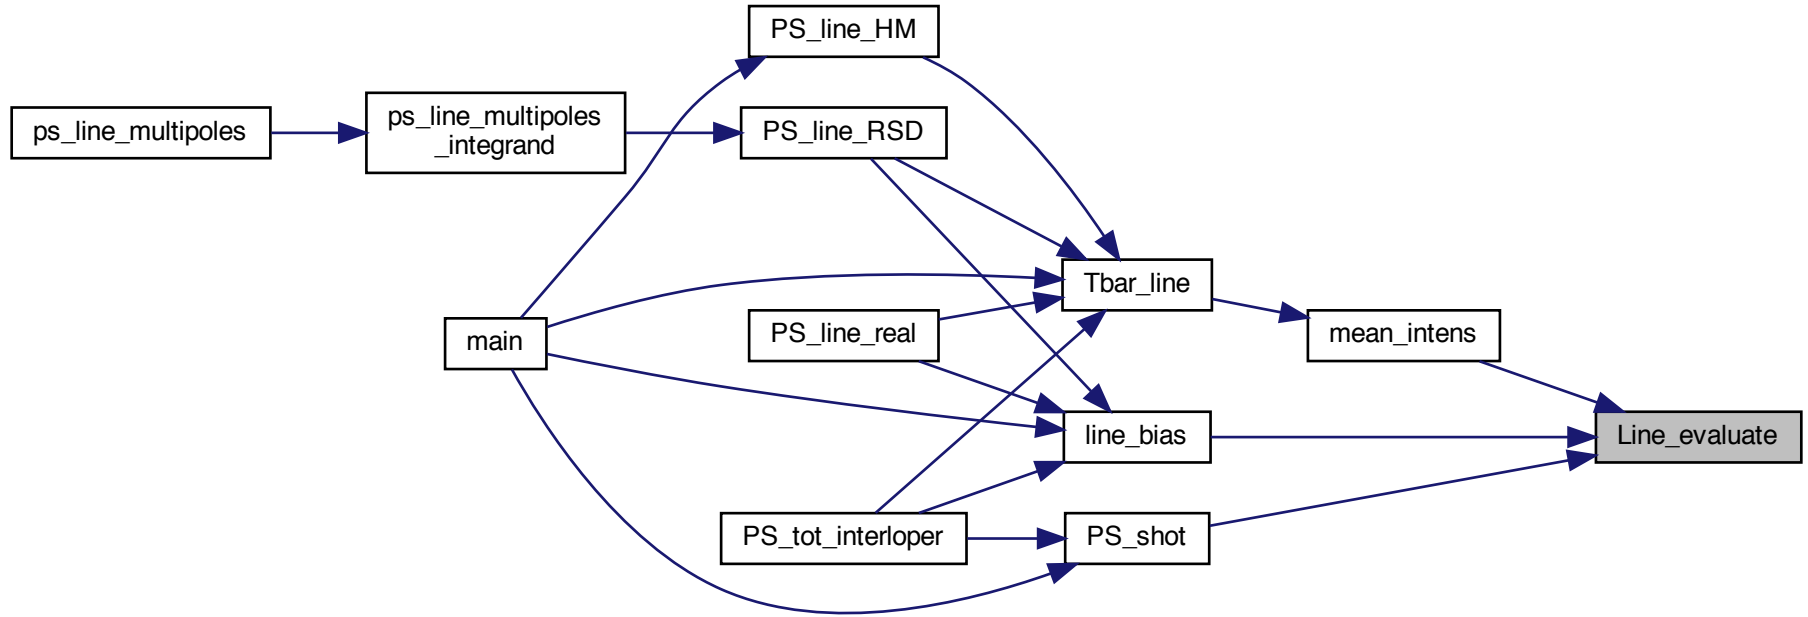 PS_line_HM
ps_line_multipoles
ps_line_multipoles
_integrand
PS_line_RSD
Tbar_line
main
PS_line_real
mean_intens
line_bias
Line_evaluate
PS_tot_interloper
PS_shot